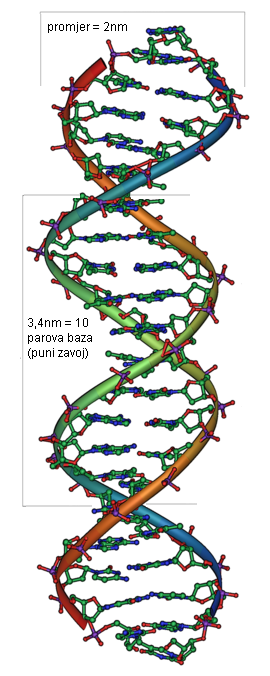 promjer = 2nm
3,4nm = 10
parova baza
(puni zavoj)